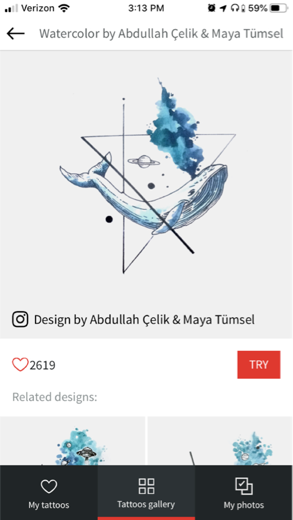 Verizon 3:13 PM 59%
Watercolor by Abdullah Çelik & Maya Tümsel
Design by Abdullah Çelik & Maya Tümsel
2619 TRY
Related designs:
My tattoos Tattoos gallery My photos